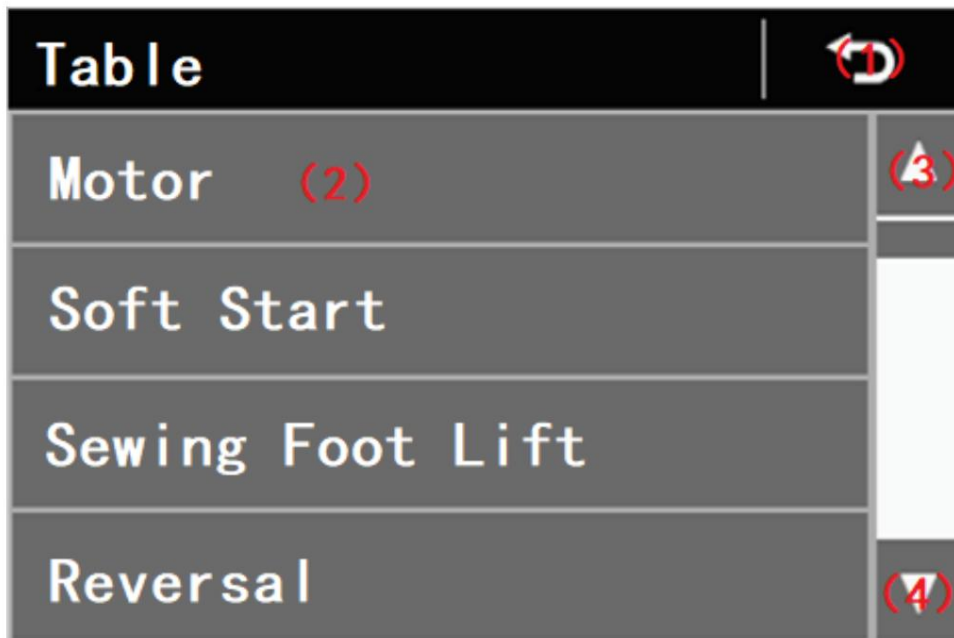 Table (1)
Motor (2)
(3)
Soft Start
Sewing Foot Lift
Reversal
(4)